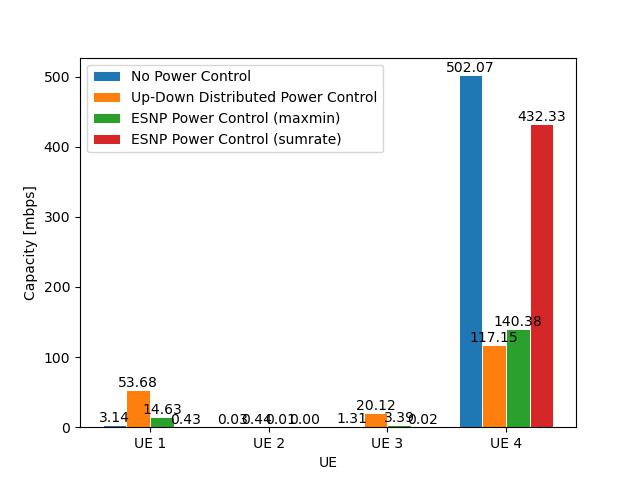 No Power Control
Up-Down Distributed Power Control
ESNP Power Control (maxmin)
ESNP Power Control (sumrate)
Capacity [mbps]
500
400
300
200
100
0
3.14
53.68
14.63
0.43
0.03
0.44
0.01
0.00
1.31
20.12
3.39
0.02
502.07
117.15
140.38
432.33
UE 1
UE 2
UE 3
UE 4
UE